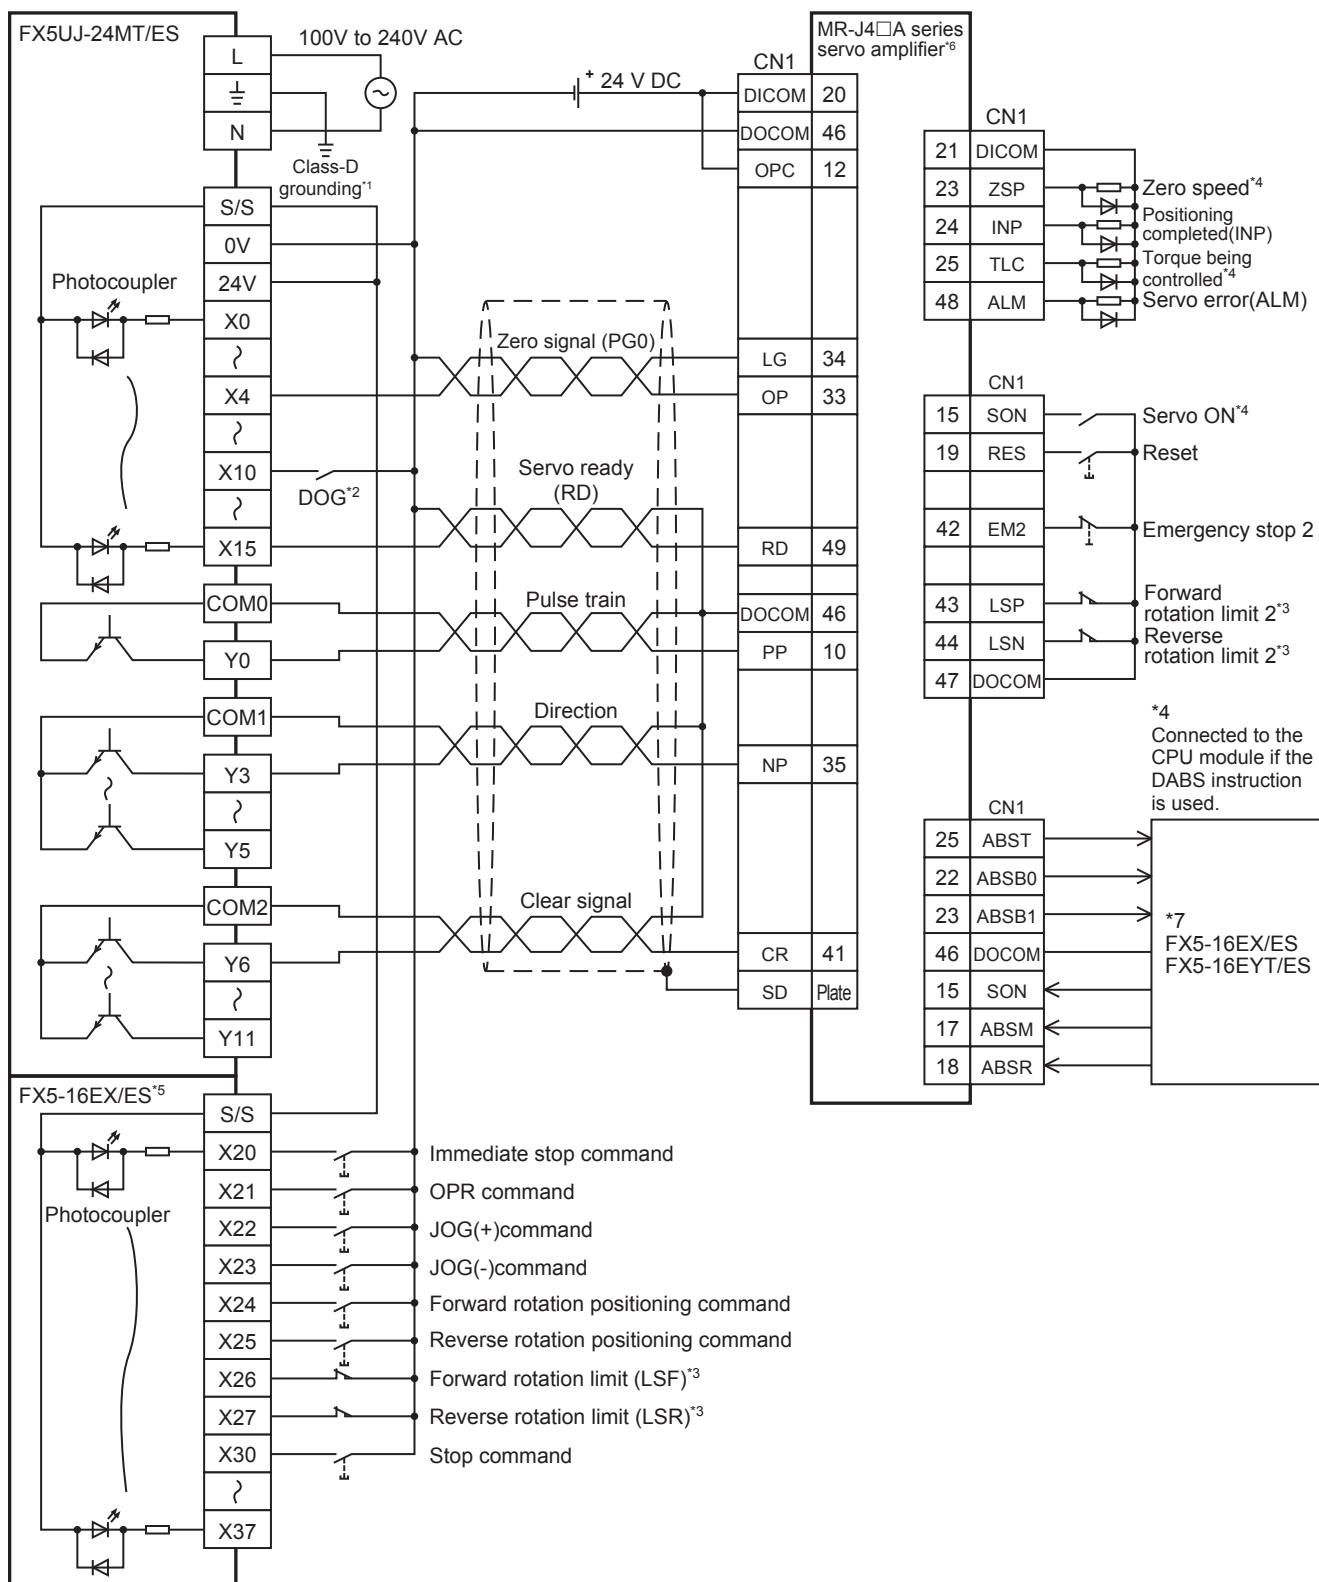 FX5UJ-24MT/ES
L
N
100V to 240V AC
Class-D
grounding*1
S/S
0V
24V
X0
X4
X10
X15
COM0
Y0
COM1
Y3
Y5
COM2
Y6
Y11
Photocoupler
DOG*2
+ 24 V DC
Zero signal (PG0)
Servo ready
(RD)
Pulse train
Direction
Clear signal
MR-J4□A series
servo amplifier*6
CN1
DICOM 20
DOCOM 46
OPC 12
LG 34
OP 33
RD 49
DOCOM 46
PP 10
NP 35
CR 41
SD Plate
CN1
21 DICOM
23 ZSP Zero speed*4
24 INP Positioning
completed(INP)
25 TLC Torque being
controlled*4
48 ALM Servo error(ALM)
CN1
15 SON Servo ON*4
19 RES Reset
42 EM2 Emergency stop 2
43 LSP Forward
rotation limit 2*3
44 LSN Reverse
rotation limit 2*3
47 DOCOM
*4
Connected to the
CPU module if the
DABS instruction
is used.
CN1
25 ABST
22 ABSB0
23 ABSB1
46 DOCOM
15 SON
17 ABSM
18 ABSR
*7
FX5-16EX/ES
FX5-16EYT/ES
FX5-16EX/ES*5
S/S
Photocoupler
X20 Immediate stop command
X21 OPR command
X22 JOG(+)command
X23 JOG(-)command
X24 Forward rotation positioning command
X25 Reverse rotation positioning command
X26 Forward rotation limit (LSF)*3
X27 Reverse rotation limit (LSR)*3
X30 Stop command
X37